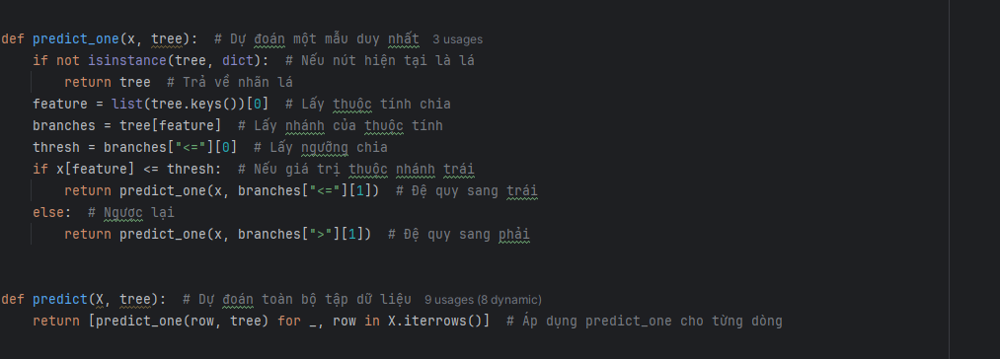 def predict_one(x, tree):  # Dự đoán một mẫu duy nhất  3 usages
    if not isinstance(tree, dict):  # Nếu nút hiện tại là lá
        return tree  # Trả về nhãn lá
    feature = list(tree.keys())[0]  # Lấy thuộc tính chia
    branches = tree[feature]  # Lấy nhánh của thuộc tính
    thresh = branches["<="][0]  # Lấy ngưỡng chia
    if x[feature] <= thresh:  # Nếu giá trị thuộc nhánh trái
        return predict_one(x, branches["<="][1])  # Đệ quy sang trái
    else:  # Ngược lại
        return predict_one(x, branches[">"][1])  # Đệ quy sang phải
def predict(X, tree):  # Dự đoán toàn bộ tập dữ liệu  9 usages (8 dynamic)
    return [predict_one(row, tree) for _, row in X.iterrows()]  # Áp dụng predict_one cho từng dòng